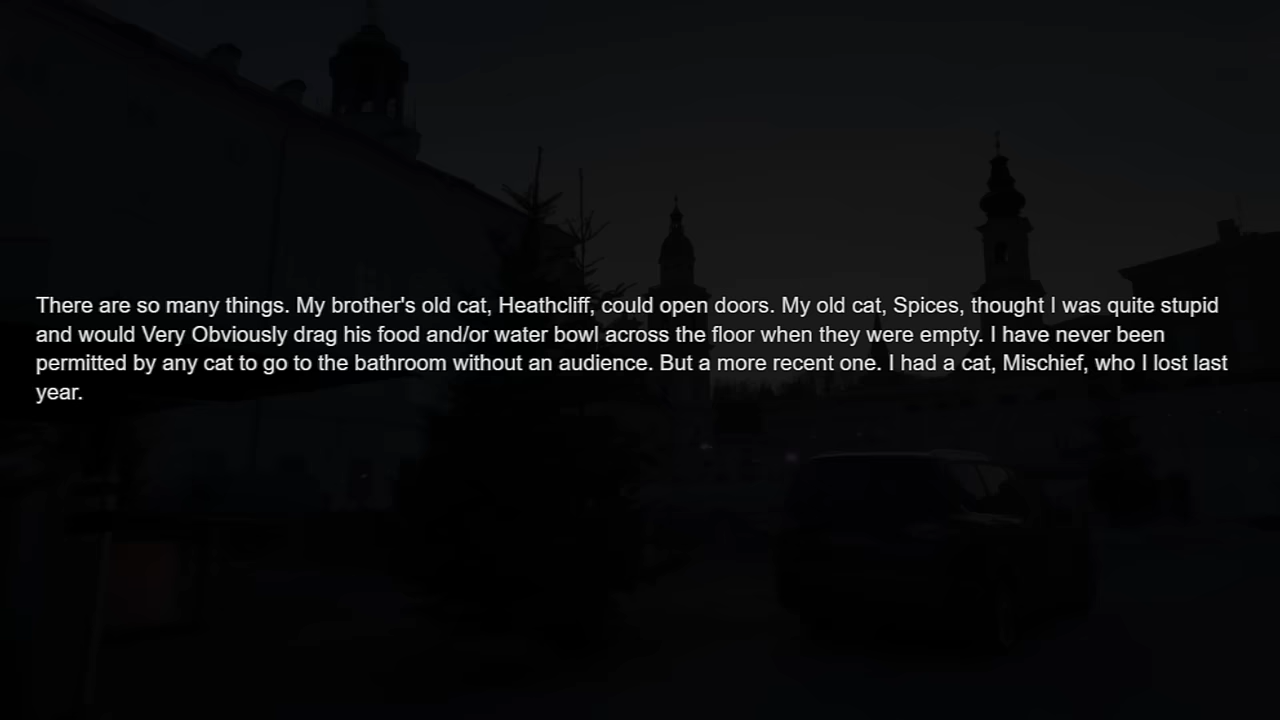 There are so many things. My brother's old cat, Heathcliff, could open doors. My old cat, Spices, thought I was quite stupid
and would Very Obviously drag his food and/or water bowl across the floor when they were empty. I have never been
permitted by any cat to go to the bathroom without an audience. But a more recent one. I had a cat, Mischief, who I lost last
year.